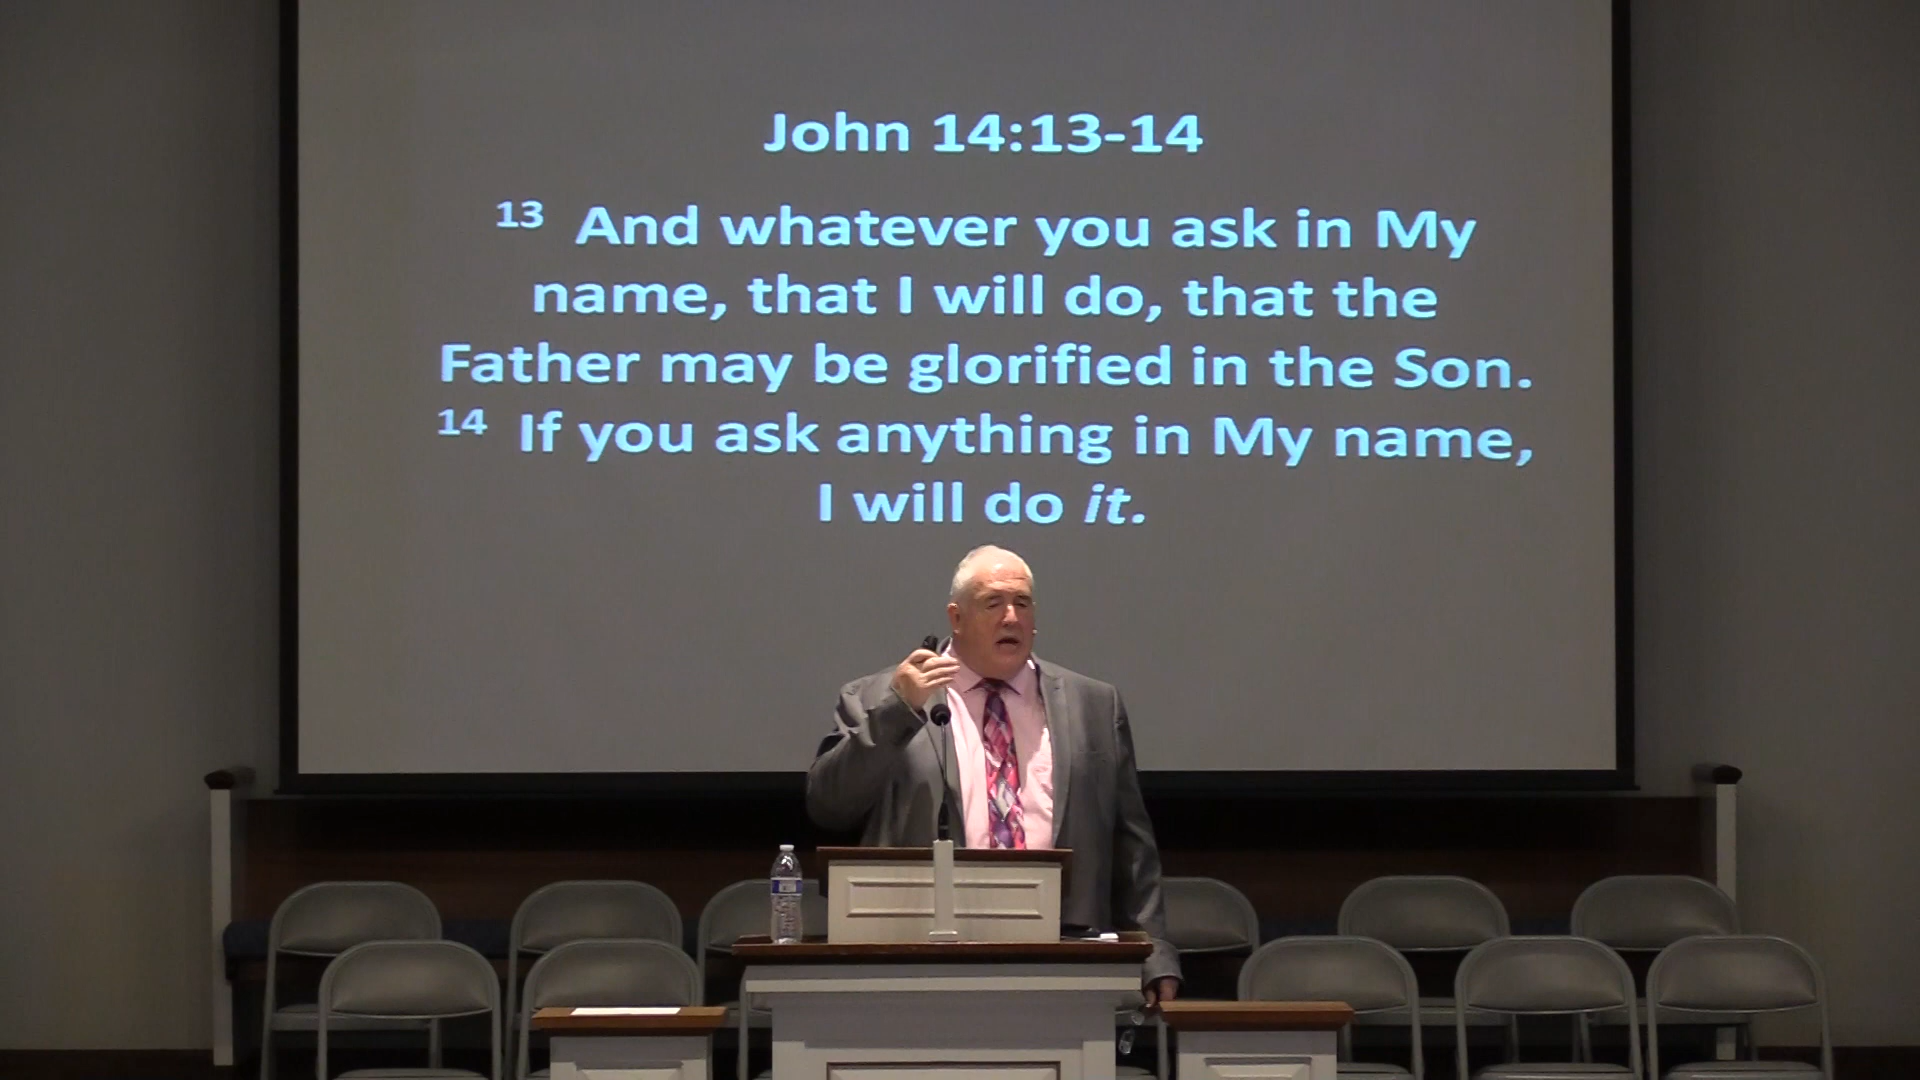 John 14:13-14
13 And whatever you ask in My
name, that I will do, that the
Father may be glorified in the Son.
14 If you ask anything in My name,
I will do it.